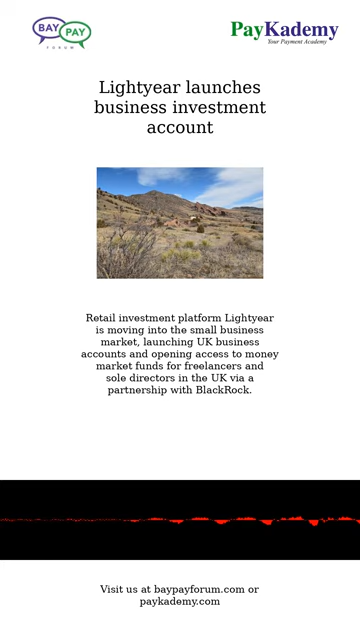 BAY
PAY
FORUM
PayKademy
Your Payment Academy
Lightyear launches
business investment
account
Retail investment platform Lightyear
is moving into the small business
market, launching UK business
accounts and opening access to money
market funds for freelancers and
sole directors in the UK via a
partnership with BlackRock.
Visit us at baypayforum.com or
paykademy.com